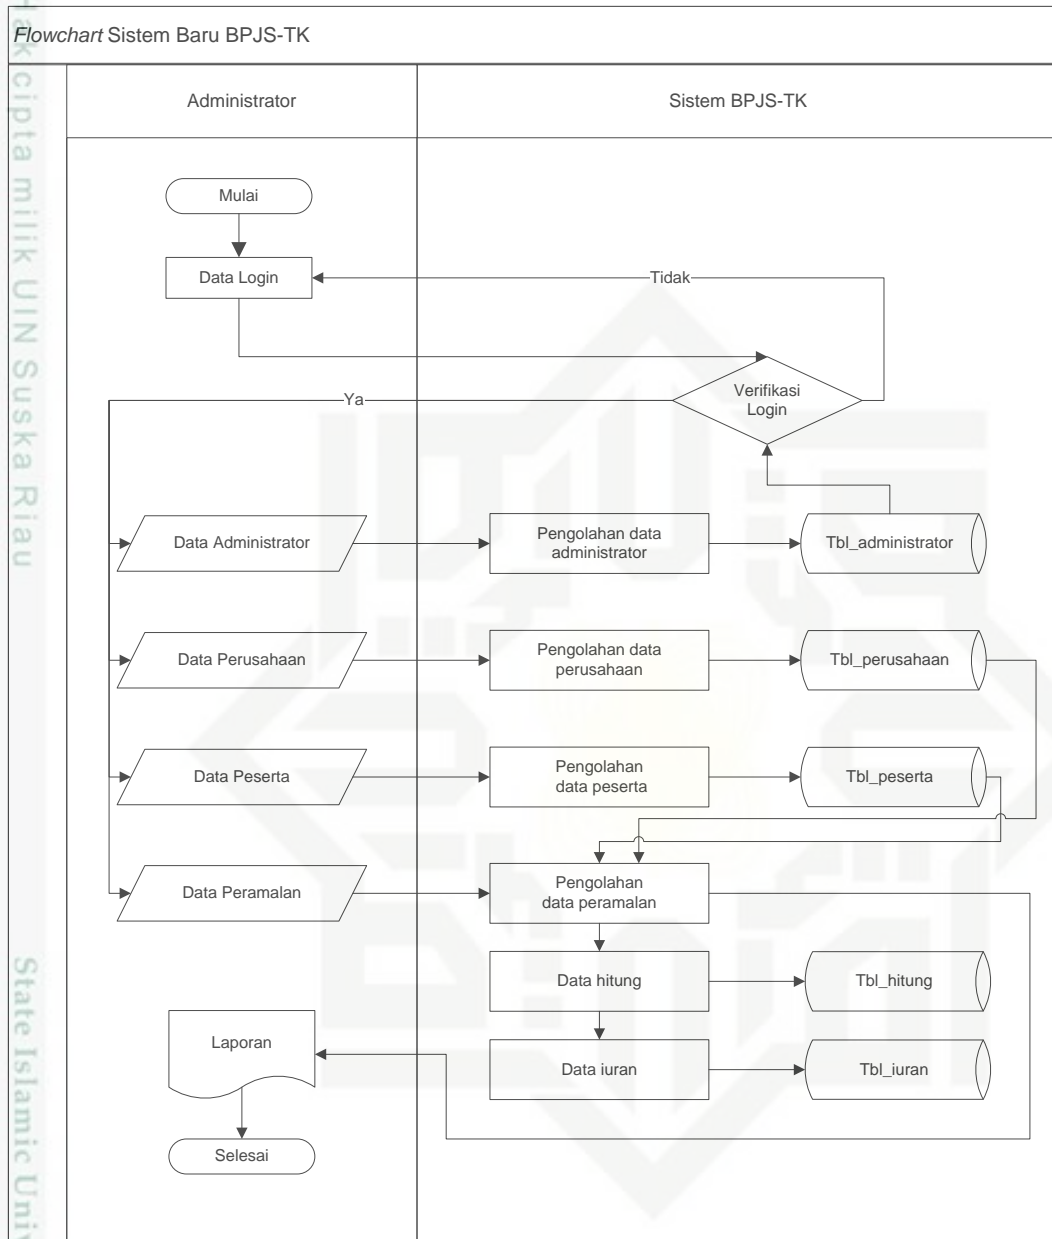 Flowchart Sistem Baru BPJS-TK
Administrator
Sistem BPJS-TK
Mulai
Data Login
Tidak
Verifikasi
Login
Ya
Data Administrator
Pengolahan data
administrator
Tbl_administrator
Data Perusahaan
Pengolahan data
perusahaan
Tbl_perusahaan
Data Peserta
Pengolahan
data peserta
Tbl_peserta
Data Peramalan
Pengolahan
data peramalan
Data hitung
Tbl_hitung
Laporan
Data iuran
Tbl_iuran
Selesai
Hak cipta milik UIN Suska Riau
State Islamic Univ